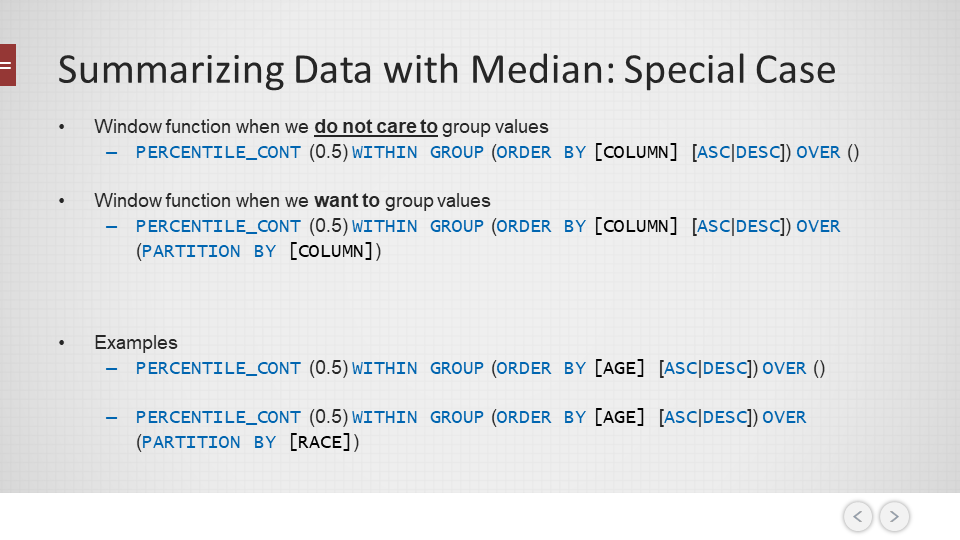 Summarizing Data with Median: Special Case
• Window function when we do not care to group values
– PERCENTILE_CONT (0.5) WITHIN GROUP (ORDER BY [COLUMN] [ASC|DESC]) OVER ()
• Window function when we want to group values
– PERCENTILE_CONT (0.5) WITHIN GROUP (ORDER BY [COLUMN] [ASC|DESC]) OVER
(PARTITION BY [COLUMN])
• Examples
– PERCENTILE_CONT (0.5) WITHIN GROUP (ORDER BY [AGE] [ASC|DESC]) OVER ()
– PERCENTILE_CONT (0.5) WITHIN GROUP (ORDER BY [AGE] [ASC|DESC]) OVER
(PARTITION BY [RACE])